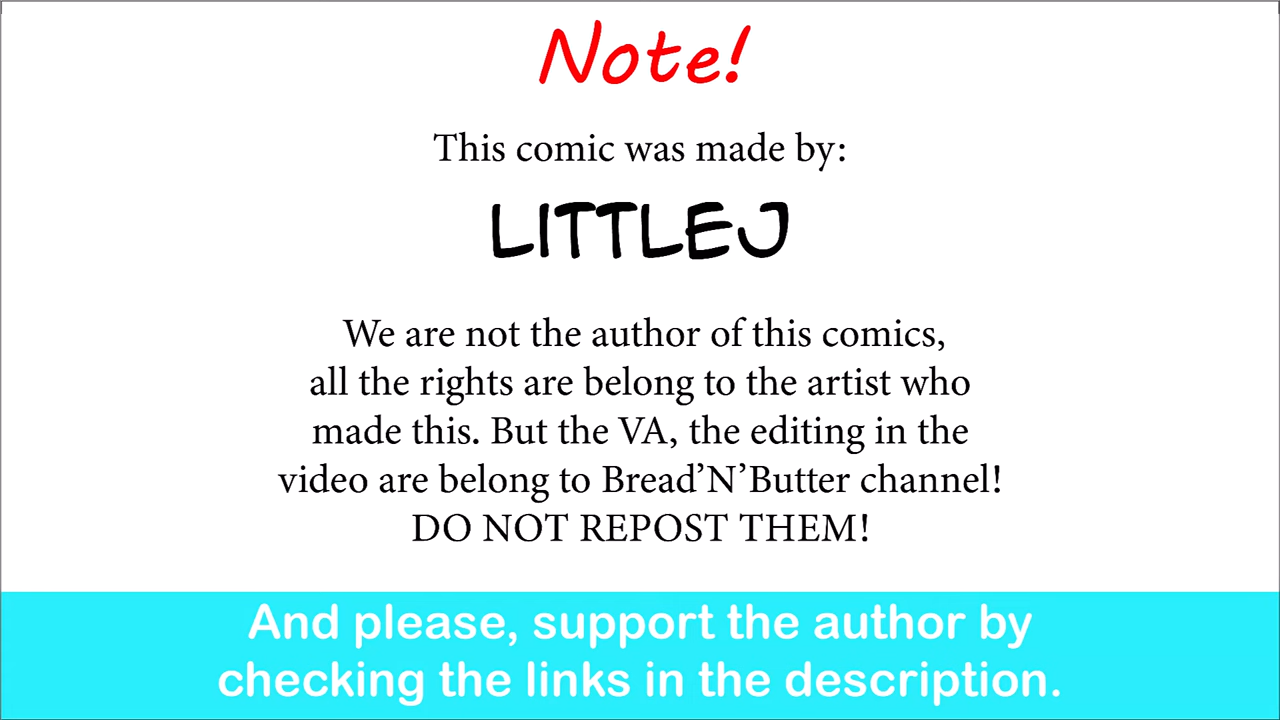 Note!
This comic was made by:
LITTLEJ
We are not the author of this comics,
all the rights are belong to the artist who
made this. But the VA, the editing in the
video are belong to Bread’N’Butter channel!
DO NOT REPOST THEM!
And please, support the author by
checking the links in the description.